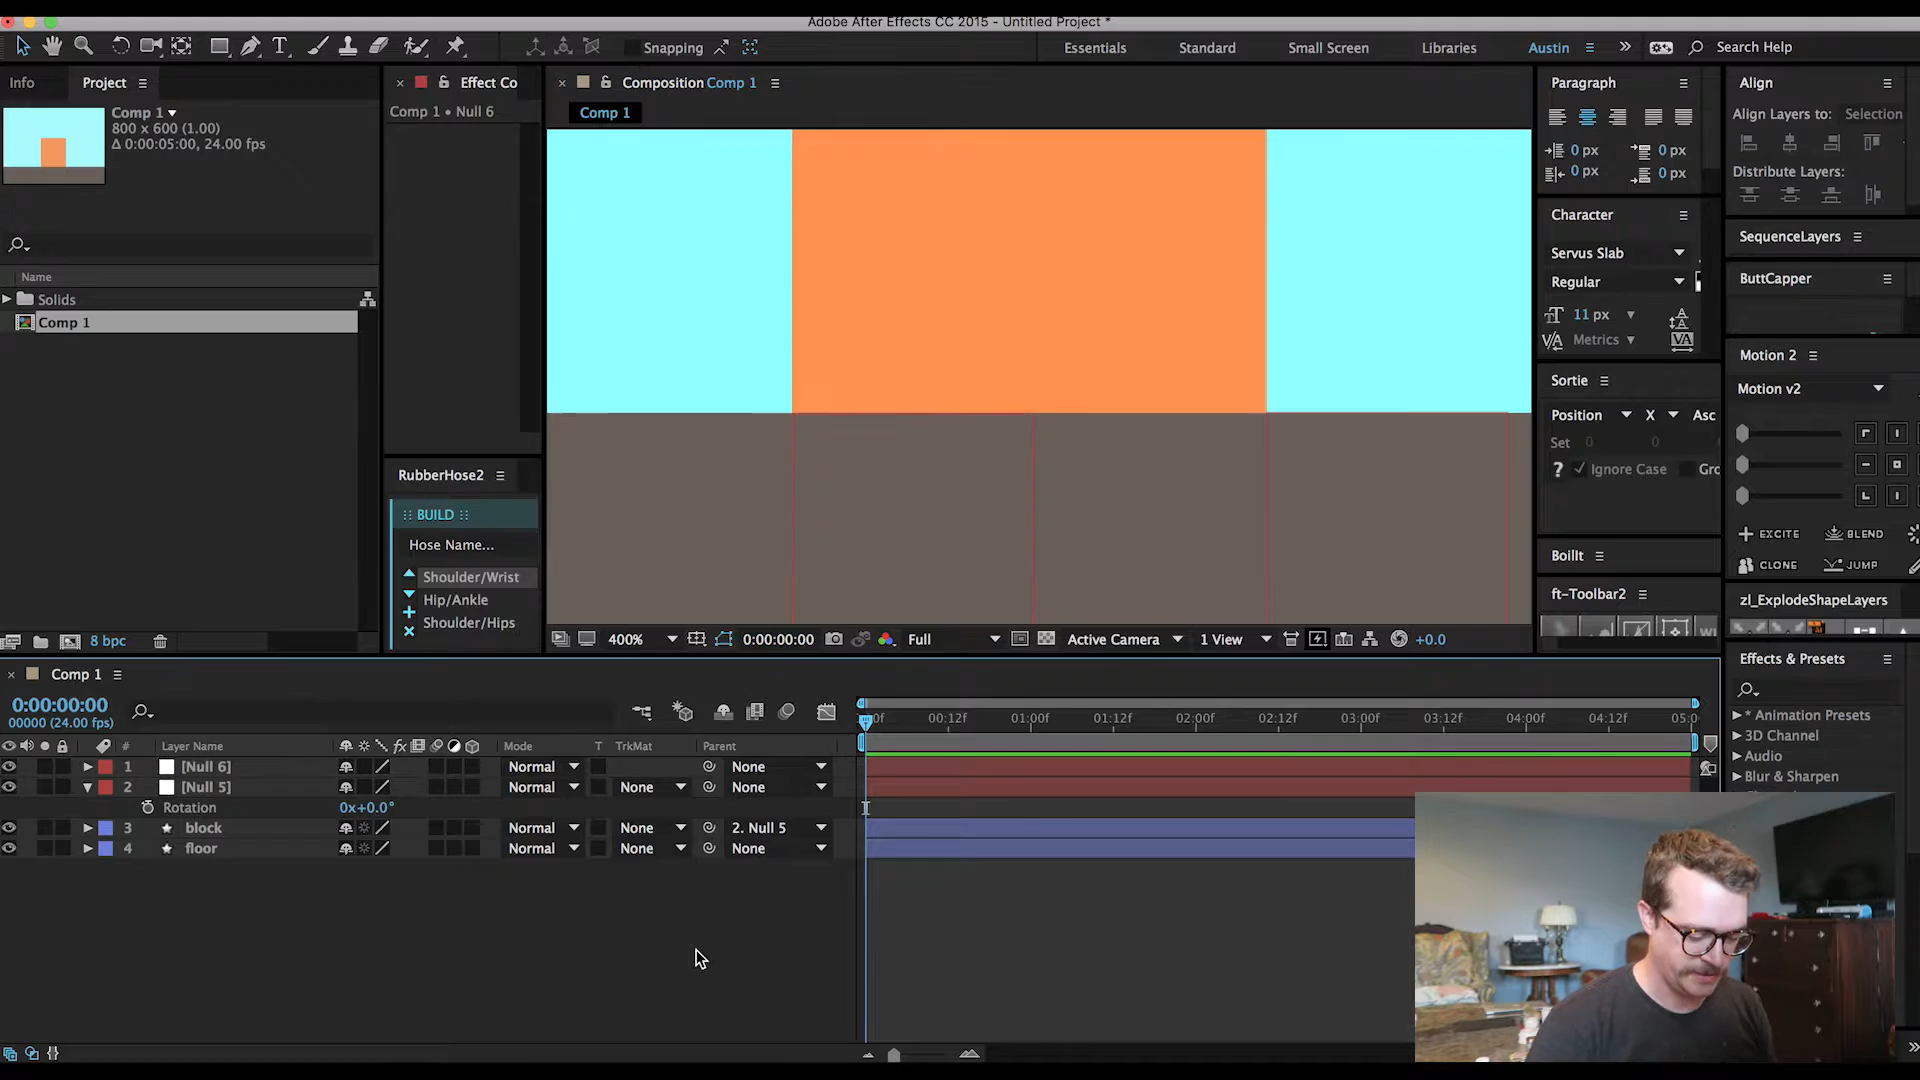 Adobe After Effects CC 2015 - Untitled Project *
Snapping
Essentials
Standard
Small Screen
Libraries
Austin
Search Help
Info
Project
Comp 1
800 x 600 (1.00)
Δ 0:00:05:00, 24.00 fps
Name
Solids
Comp 1
8 bpc
Effect Co
Comp 1 • Null 6
RubberHose2
:: BUILD ::
Hose Name...
Shoulder/Wrist
Hip/Ankle
Shoulder/Hips
Composition Comp 1
Comp 1
400%
0:00:00:00
Full
Active Camera
1 View
+0.0
Paragraph
0 px
0 px
0 px
0 px
Character
Servus Slab
Regular
11 px
Metrics
Sortie
Position
X
Asc
Set
0
0
? Ignore Case
Gro
BoilIt
ft-Toolbar2
Align
Align Layers to: Selection
Distribute Layers:
SequenceLayers
ButtCapper
Motion 2
Motion v2
EXCITE
BLEND
CLONE
JUMP
zl_ExplodeShapeLayers
Effects & Presets
* Animation Presets
3D Channel
Audio
Blur & Sharpen
Comp 1
0:00:00:00
00000 (24.00 fps)
00:12f
01:00f
01:12f
02:00f
02:12f
03:00f
03:12f
04:00f
04:12f
# Layer Name
Mode
T TrkMat
Parent
1 [Null 6] Normal None
2 [Null 5] Normal None None
Rotation 0x+0.0°
3 block Normal None 2. Null 5
4 floor Normal None None